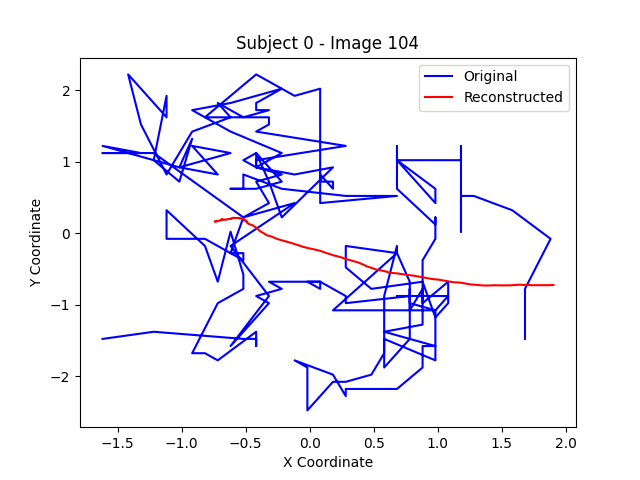 Subject 0 - Image 104
Original
Reconstructed
Y Coordinate
2
1
0
−1
−2
−1.5
−1.0
−0.5
0.0
0.5
1.0
1.5
2.0
X Coordinate